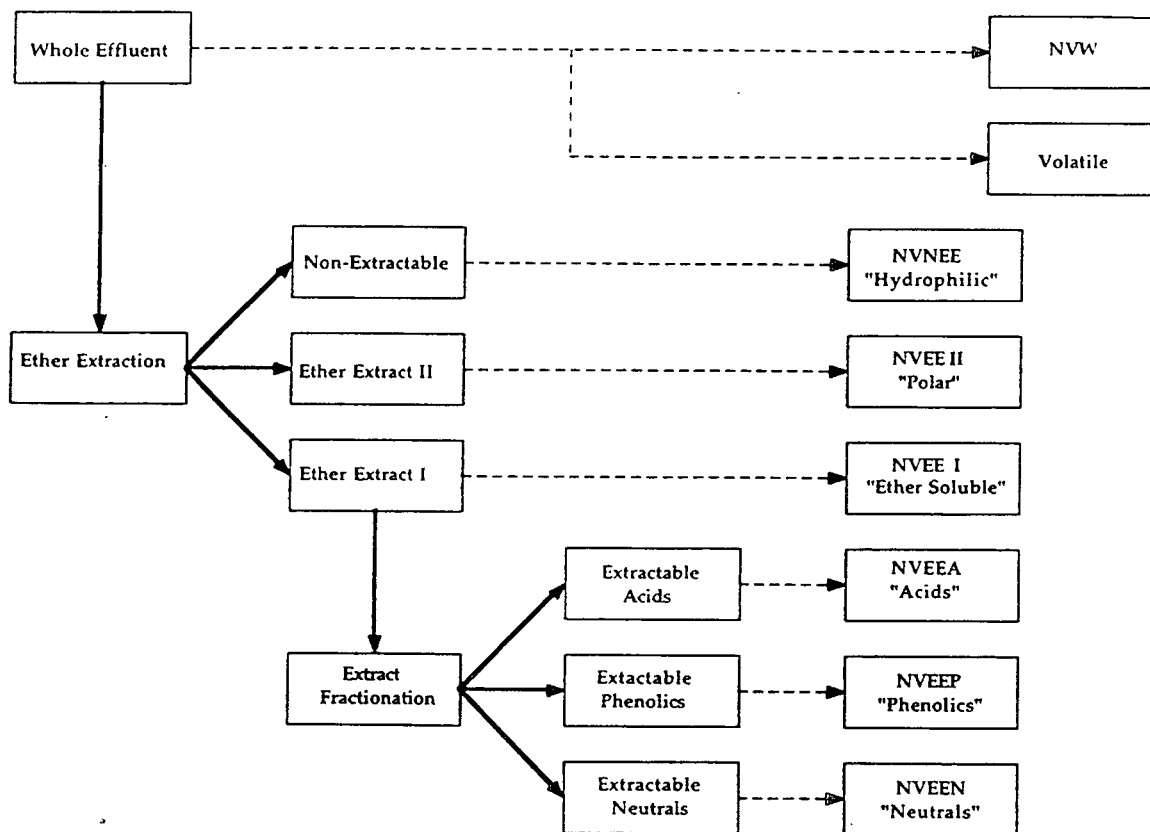 Whole Effluent
NVW
Volatile
Non-Extractable
NVNEE
"Hydrophilic"
Ether Extraction
Ether Extract II
NVEE II
"Polar"
Ether Extract I
NVEE I
"Ether Soluble"
Extractable
Acids
NVEEA
"Acids"
Extract
Fractionation
Extactable
Phenolics
NVEEP
"Phenolics"
Extractable
Neutrals
NVEEN
"Neutrals"